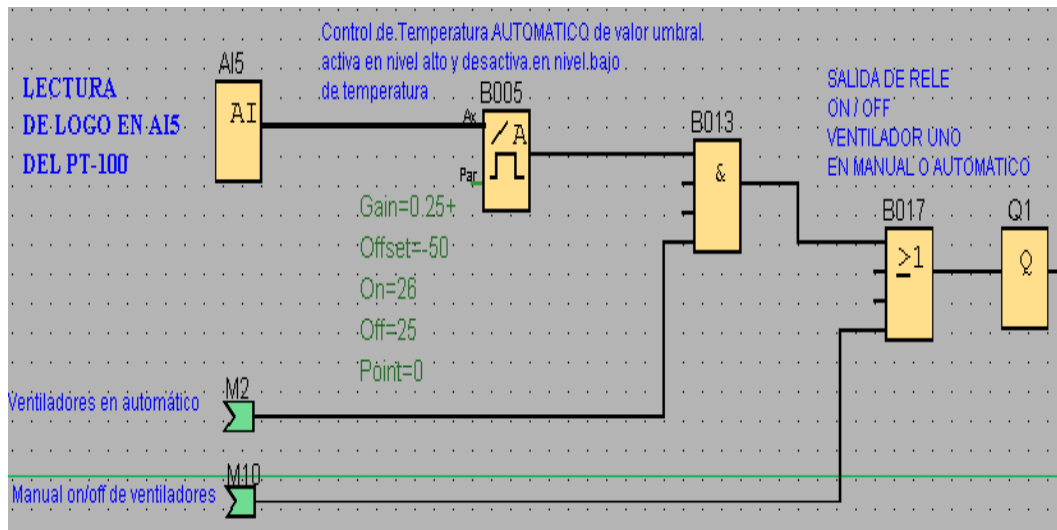 Control de Temperatura AUTOMATICO de valor umbral
activa en nivel alto y desactiva en nivel bajo
de temperatura
LECTURA
DE LOGO EN AI5
DEL PT-100
AI5
AI
B005
Ax
/A
Par
Gain=0.25+
Offset=-50
On=26
Off=25
Point=0
B013
&
SALIDA DE RELE
ON / OFF
VENTILADOR UNO
EN MANUAL O AUTOMATICO
B017
≥1
Q1
Q
Ventiladores en automático
M2
Manual on/off de ventiladores
M10